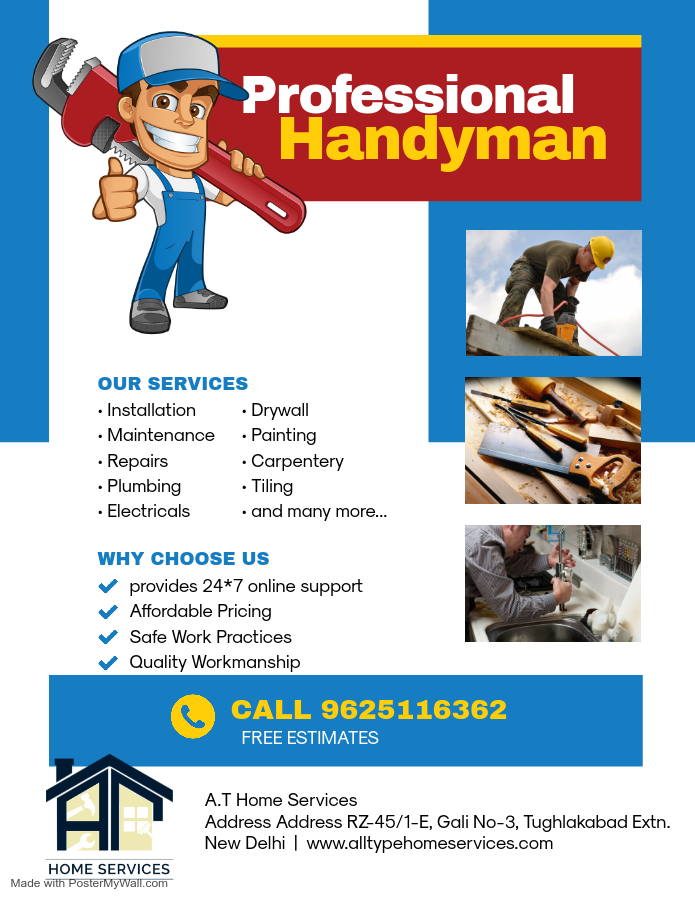 Professional
Handyman
OUR SERVICES
• Installation
• Maintenance
• Repairs
• Plumbing
• Electricals
• Drywall
• Painting
• Carpentery
• Tiling
• and many more...
WHY CHOOSE US
provides 24*7 online support
Affordable Pricing
Safe Work Practices
Quality Workmanship
CALL 9625116362
FREE ESTIMATES
A.T Home Services
Address Address RZ-45/1-E, Gali No-3, Tughlakabad Extn.
New Delhi | www.alltypehomeservices.com
AT
HOME SERVICES
Made with PosterMyWall.com